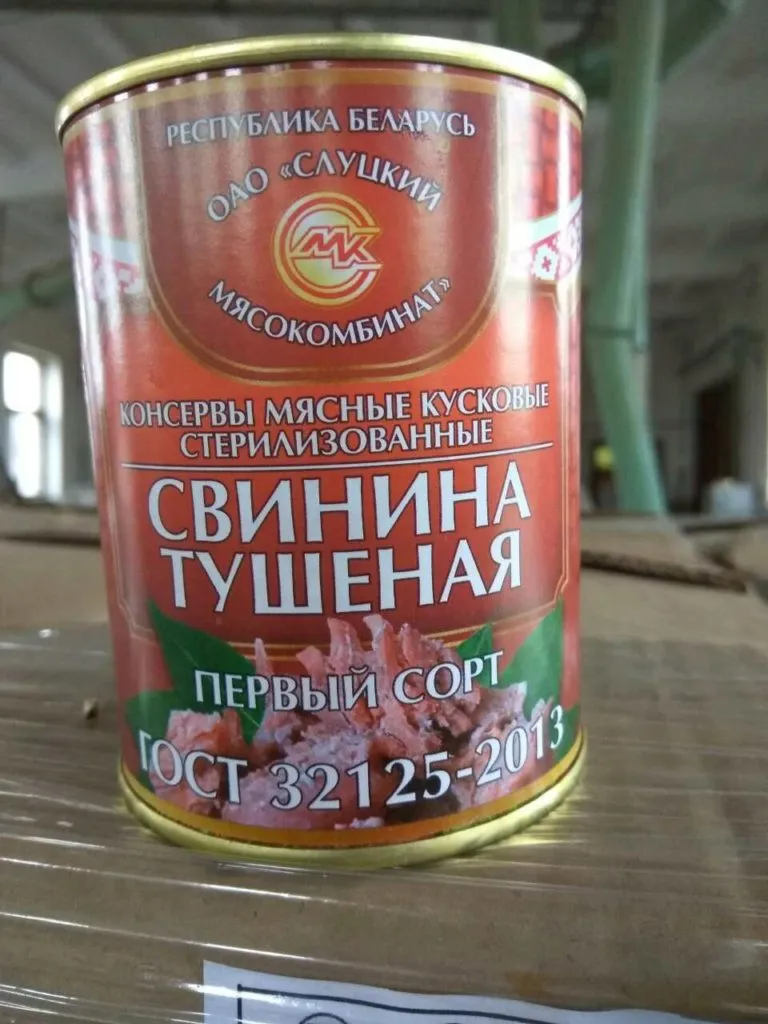 РЕСПУБЛИКА БЕЛАРУСЬ
ОАО «СЛУЦКИЙ
МК
МЯСОКОМБИНАТ»
КОНСЕРВЫ МЯСНЫЕ КУСКОВЫЕ
СТЕРИЛИЗОВАННЫЕ
СВИНИНА
ТУШЕНАЯ
ПЕРВЫЙ СОРТ
ГОСТ 32125-2013